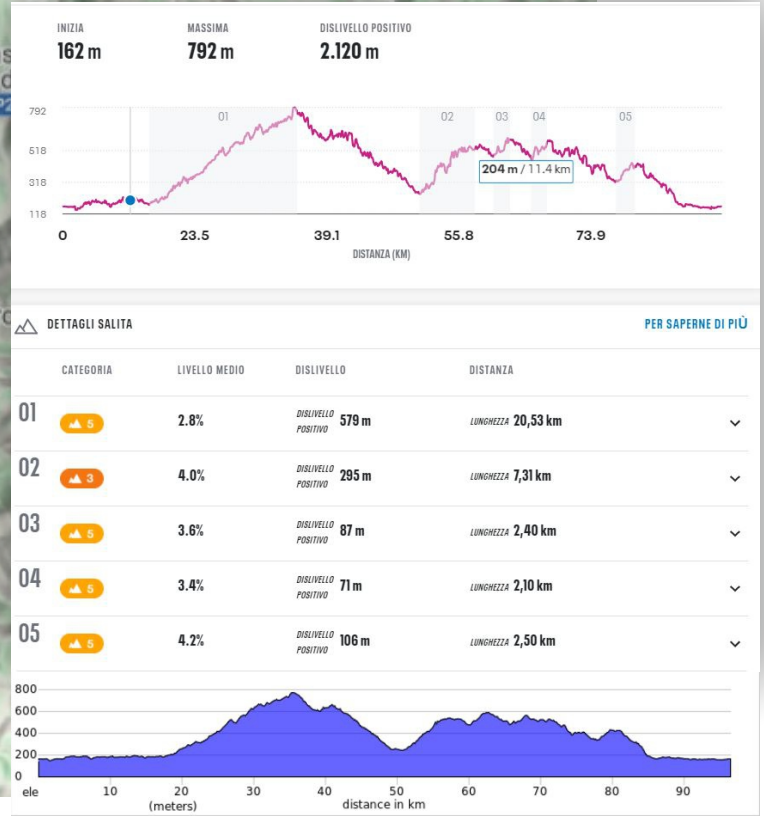 INIZIA MASSIMA DISLIVELLO POSITIVO
162 m 792 m 2.120 m
792
518
318
118
01 02 03 04 05
204 m / 11.4 km
0 23.5 39.1 55.8 73.9
DISTANZA (KM)
DETTAGLI SALITA PER SAPERNE DI PIÙ
CATEGORIA LIVELLO MEDIO DISLIVELLO DISTANZA
01 5 2.8% DISLIVELLO POSITIVO 579 m LUNGHEZZA 20,53 km
02 3 4.0% DISLIVELLO POSITIVO 295 m LUNGHEZZA 7,31 km
03 5 3.6% DISLIVELLO POSITIVO 87 m LUNGHEZZA 2,40 km
04 5 3.4% DISLIVELLO POSITIVO 71 m LUNGHEZZA 2,10 km
05 5 4.2% DISLIVELLO POSITIVO 106 m LUNGHEZZA 2,50 km
800
600
400
200
0
ele 10 20 30 40 50 60 70 80 90
(meters) distance in km